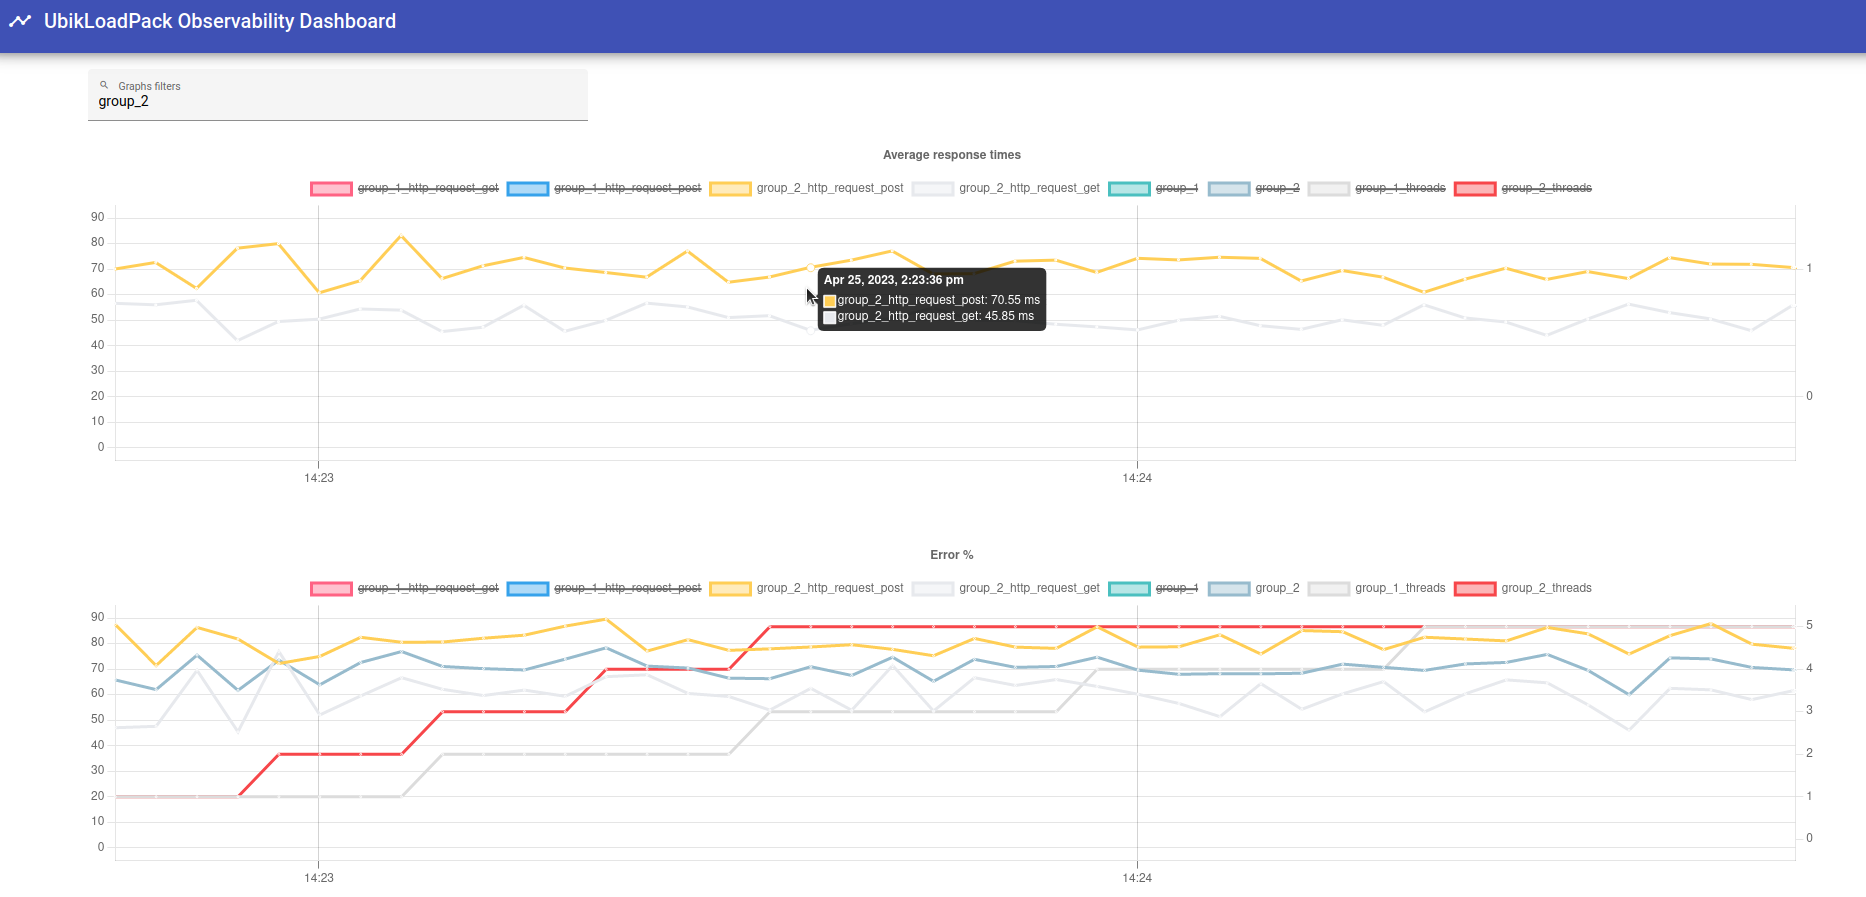 UbikLoadPack Observability Dashboard
Graphs filters
group_2
Average response times
group_1_http_request_get group_1_http_request_post group_2_http_request_post group_2_http_request_get group_1 group_2 group_1_threads group_2_threads
90
80
70 1
60
50
40
30
20 0
10
0
Apr 25, 2023, 2:23:36 pm
group_2_http_request_post: 70.55 ms
group_2_http_request_get: 45.85 ms
14:23 14:24
Error %
group_1_http_request_get group_1_http_request_post group_2_http_request_post group_2_http_request_get group_1 group_2 group_1_threads group_2_threads
90 5
80
70 4
60
50 3
40 2
30
20 1
10
0 0
14:23 14:24